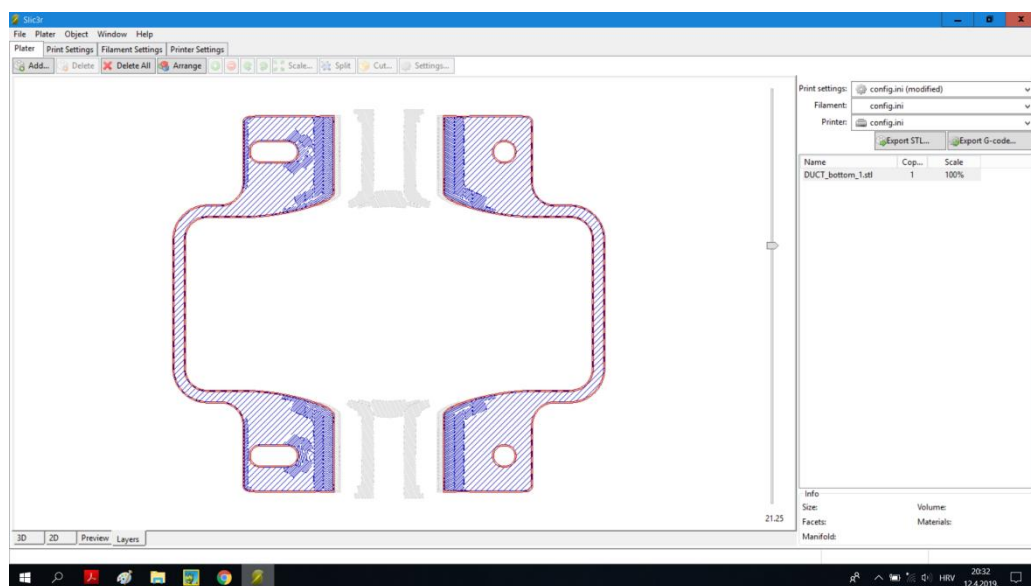 Slic3r
File Plater Object Window Help
Plater Print Settings Filament Settings Printer Settings
Add... Delete Delete All Arrange Scale... Split Cut... Settings...
Print settings: config.ini (modified)
Filament: config.ini
Printer: config.ini
Export STL... Export G-code...
Name Cop... Scale
DUCT_bottom_1.stl 1 100%
21.25
Info
Size: Volume:
Facets: Materials:
Manifold:
3D 2D Preview Layers
HRV
20:32
12.4.2019.